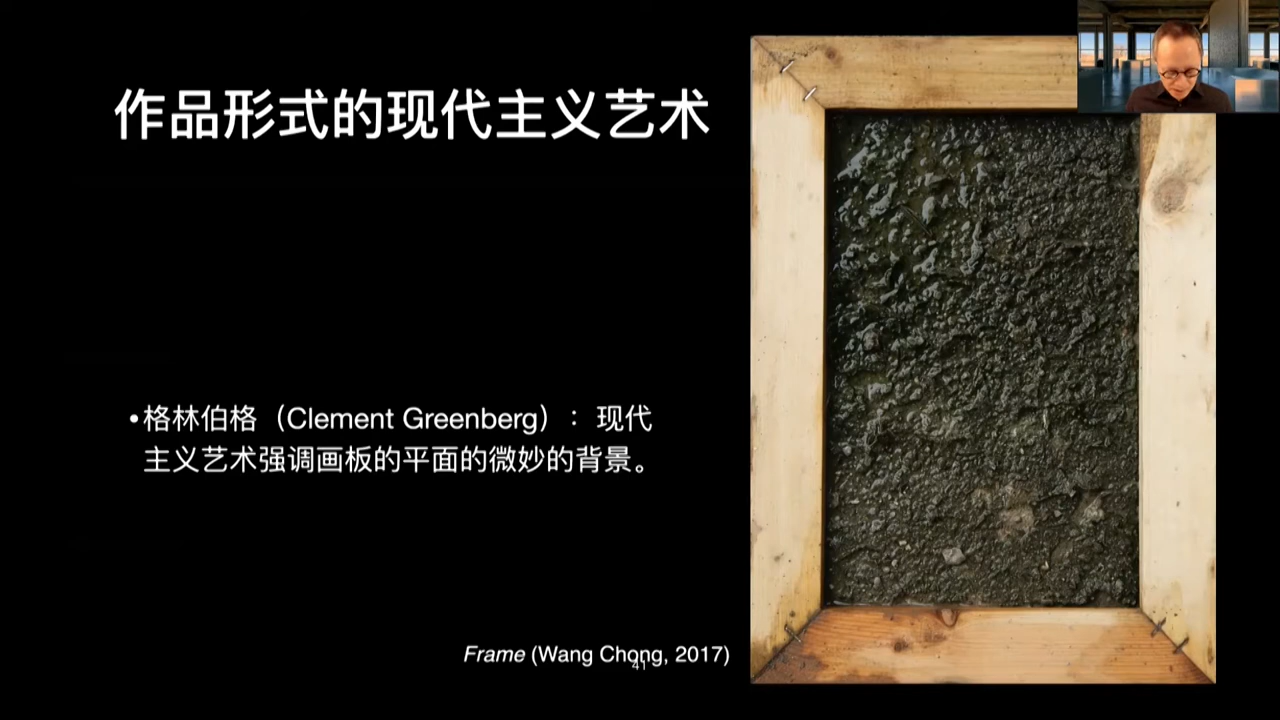 作品形式的现代主义艺术
•格林伯格（Clement Greenberg）：现代
主义艺术强调画板的平面的微妙的背景。
Frame (Wang Chong, 2017)
41